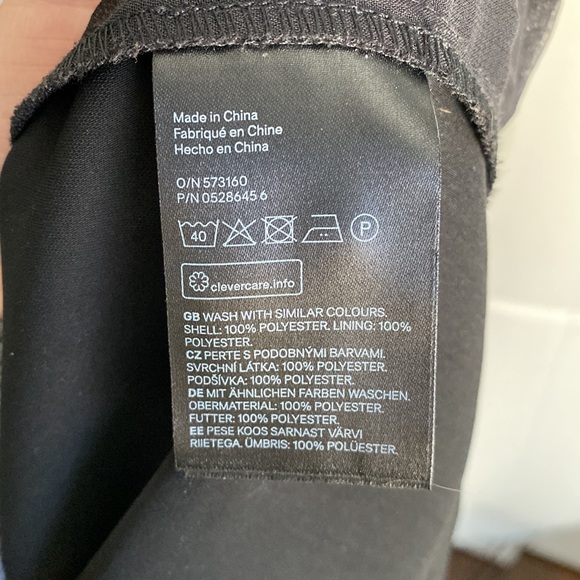 Made in China
Fabriqué en Chine
Hecho en China
O/N 573160
P/N 0528645 6
40
P
clevercare.info
GB WASH WITH SIMILAR COLOURS.
SHELL: 100% POLYESTER. LINING: 100%
POLYESTER.
CZ PERTE S PODOBNÝMI BARVAMI.
SVRCHNÍ LÁTKA: 100% POLYESTER.
PODŠÍVKA: 100% POLYESTER.
DE MIT ÄHNLICHEN FARBEN WASCHEN.
OBERMATERIAL: 100% POLYESTER.
FUTTER: 100% POLYESTER.
EE PESE KOOS SARNAST VÄRVI
RIIETEGA. ÜMBRIS: 100% POLÜESTER.